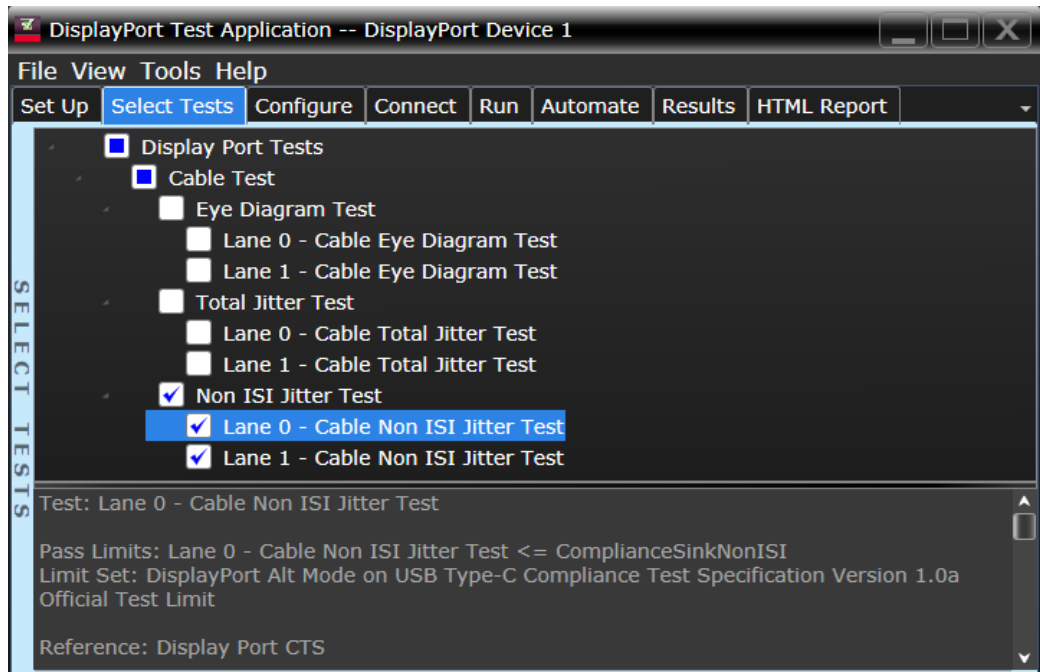 DisplayPort Test Application -- DisplayPort Device 1
File View Tools Help
Set Up Select Tests Configure Connect Run Automate Results HTML Report
Display Port Tests
Cable Test
Eye Diagram Test
Lane 0 - Cable Eye Diagram Test
Lane 1 - Cable Eye Diagram Test
Total Jitter Test
Lane 0 - Cable Total Jitter Test
Lane 1 - Cable Total Jitter Test
Non ISI Jitter Test
Lane 0 - Cable Non ISI Jitter Test
Lane 1 - Cable Non ISI Jitter Test
SELECT TESTS
Test: Lane 0 - Cable Non ISI Jitter Test
Pass Limits: Lane 0 - Cable Non ISI Jitter Test <= ComplianceSinkNonISI
Limit Set: DisplayPort Alt Mode on USB Type-C Compliance Test Specification Version 1.0a
Official Test Limit
Reference: Display Port CTS